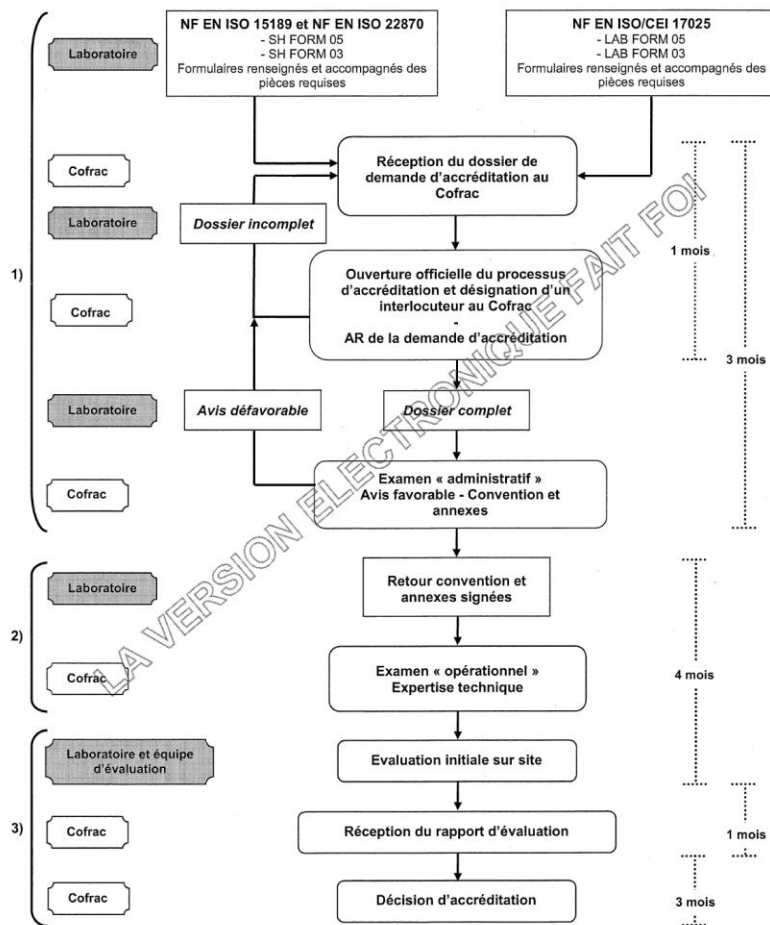 NF EN ISO 15189 et NF EN ISO 22870
- SH FORM 05
- SH FORM 03
Formulaires renseignés et accompagnés des
pièces requises
NF EN ISO/CEI 17025
- LAB FORM 05
- LAB FORM 03
Formulaires renseignés et accompagnés des
pièces requises
Laboratoire
Cofrac
Réception du dossier de
demande d'accréditation au
Cofrac
Laboratoire
Dossier incomplet
1 mois
1)
Cofrac
Ouverture officielle du processus
d'accréditation et désignation d'un
interlocuteur au Cofrac
-
AR de la demande d'accréditation
3 mois
Laboratoire
Avis défavorable
Dossier complet
Cofrac
Examen « administratif »
Avis favorable - Convention et
annexes
2)
Laboratoire
Retour convention et
annexes signées
Cofrac
Examen « opérationnel »
Expertise technique
4 mois
3)
Laboratoire et équipe
d'évaluation
Evaluation initiale sur site
Cofrac
Réception du rapport d'évaluation
1 mois
Cofrac
Décision d'accréditation
3 mois
LA VERSION ELECTRONIQUE FAIT FOI